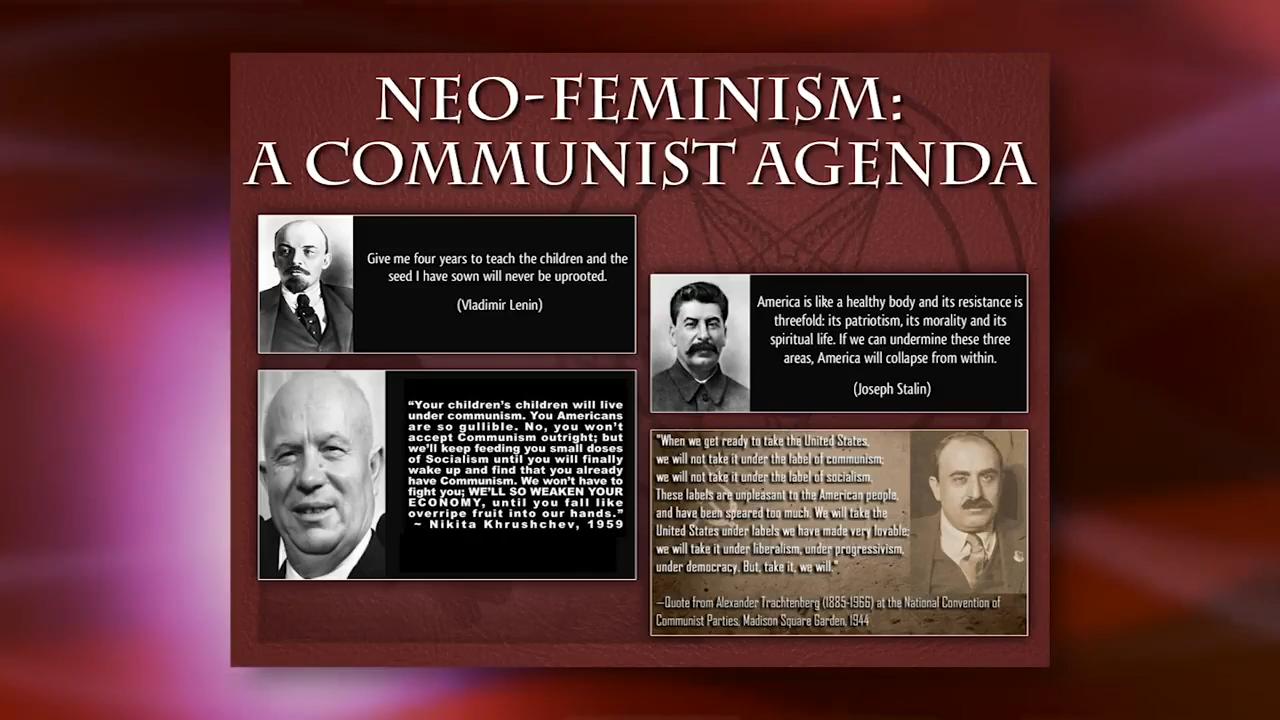 NEO-FEMINISM:
A COMMUNIST AGENDA
Give me four years to teach the children and the
seed I have sown will never be uprooted.
(Vladimir Lenin)
America is like a healthy body and its resistance is
threefold: its patriotism, its morality and its
spiritual life. If we can undermine these three
areas, America will collapse from within.
(Joseph Stalin)
“Your children’s children will live
under communism. You Americans
are so gullible. No, you won’t
accept Communism outright; but
we’ll keep feeding you small doses
of Socialism until you will finally
wake up and find that you already
have Communism. We won’t have to
fight you; WE’LL SO WEAKEN YOUR
ECONOMY, until you fall like
overripe fruit into our hands.”
~ Nikita Khrushchev, 1959
"When we get ready to take the United States,
we will not take it under the label of communism;
we will not take it under the label of socialism.
These labels are unpleasant to the American people,
and have been speared too much. We will take the
United States under labels we have made very lovable;
we will take it under liberalism, under progressivism,
under democracy. But, take it, we will."
—Quote from Alexander Trachtenberg (1885-1966) at the National Convention of
Communist Parties, Madison Square Garden, 1944